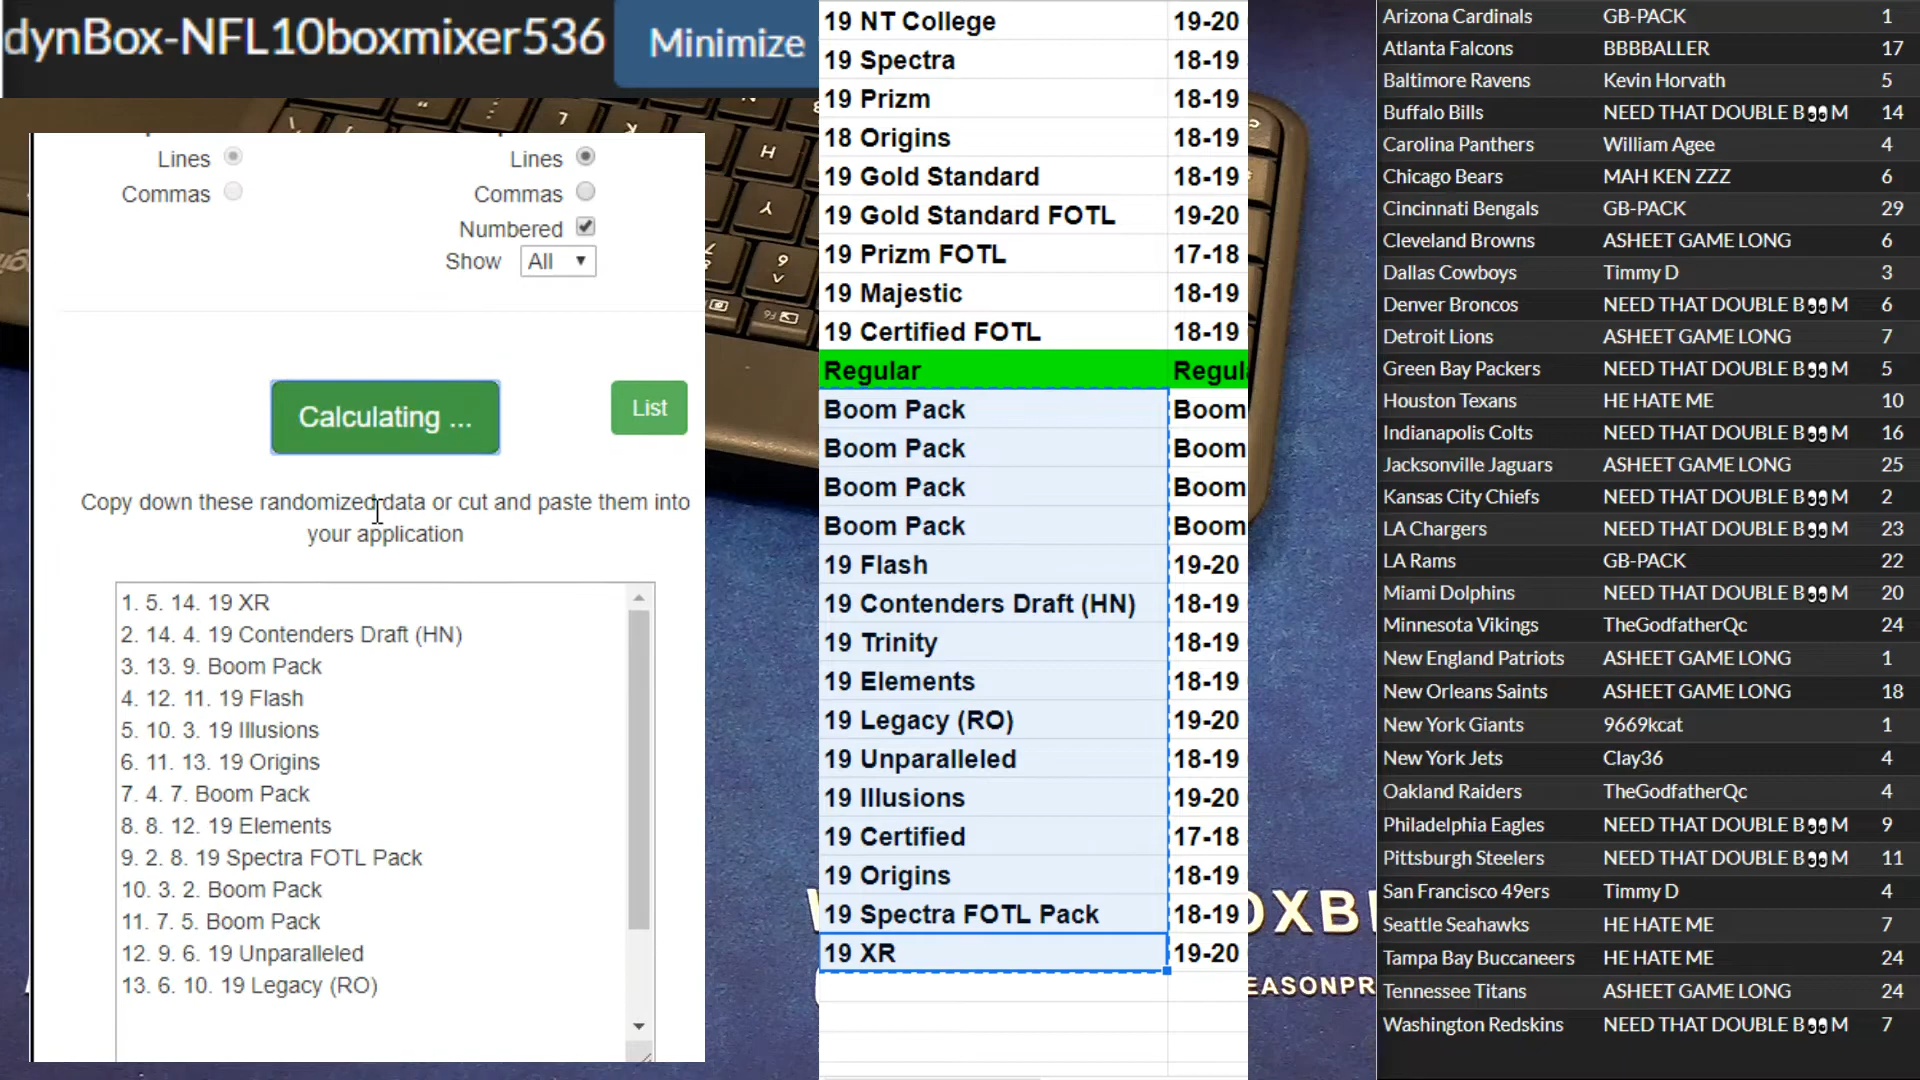 dynBox-NFL10boxmixer536
Minimize
Lines
Lines
Commas
Commas
Numbered
Show All
Calculating ...
List
Copy down these randomized data or cut and paste them into
your application
1. 5. 14. 19 XR
2. 14. 4. 19 Contenders Draft (HN)
3. 13. 9. Boom Pack
4. 12. 11. 19 Flash
5. 10. 3. 19 Illusions
6. 11. 13. 19 Origins
7. 4. 7. Boom Pack
8. 8. 12. 19 Elements
9. 2. 8. 19 Spectra FOTL Pack
10. 3. 2. Boom Pack
11. 7. 5. Boom Pack
12. 9. 6. 19 Unparalleled
13. 6. 10. 19 Legacy (RO)
19 NT College 19-20
19 Spectra 18-19
19 Prizm 18-19
18 Origins 18-19
19 Gold Standard 18-19
19 Gold Standard FOTL 19-20
19 Prizm FOTL 17-18
19 Majestic 18-19
19 Certified FOTL 18-19
Regular Regul
Boom Pack Boom
Boom Pack Boom
Boom Pack Boom
Boom Pack Boom
19 Flash 19-20
19 Contenders Draft (HN) 18-19
19 Trinity 18-19
19 Elements 18-19
19 Legacy (RO) 19-20
19 Unparalleled 18-19
19 Illusions 19-20
19 Certified 17-18
19 Origins 18-19
19 Spectra FOTL Pack 18-19
19 XR 19-20
OXB
EASONPR
Arizona Cardinals GB-PACK 1
Atlanta Falcons BBBBALLER 17
Baltimore Ravens Kevin Horvath 5
Buffalo Bills NEED THAT DOUBLE B👀M 14
Carolina Panthers William Agee 4
Chicago Bears MAH KEN ZZZ 6
Cincinnati Bengals GB-PACK 29
Cleveland Browns ASHEET GAME LONG 6
Dallas Cowboys Timmy D 3
Denver Broncos NEED THAT DOUBLE B👀M 6
Detroit Lions ASHEET GAME LONG 7
Green Bay Packers NEED THAT DOUBLE B👀M 5
Houston Texans HE HATE ME 10
Indianapolis Colts NEED THAT DOUBLE B👀M 16
Jacksonville Jaguars ASHEET GAME LONG 25
Kansas City Chiefs NEED THAT DOUBLE B👀M 2
LA Chargers NEED THAT DOUBLE B👀M 23
LA Rams GB-PACK 22
Miami Dolphins NEED THAT DOUBLE B👀M 20
Minnesota Vikings TheGodfatherQc 24
New England Patriots ASHEET GAME LONG 1
New Orleans Saints ASHEET GAME LONG 18
New York Giants 9669kcat 1
New York Jets Clay36 4
Oakland Raiders TheGodfatherQc 4
Philadelphia Eagles NEED THAT DOUBLE B👀M 9
Pittsburgh Steelers NEED THAT DOUBLE B👀M 11
San Francisco 49ers Timmy D 4
Seattle Seahawks HE HATE ME 7
Tampa Bay Buccaneers HE HATE ME 24
Tennessee Titans ASHEET GAME LONG 24
Washington Redskins NEED THAT DOUBLE B👀M 7